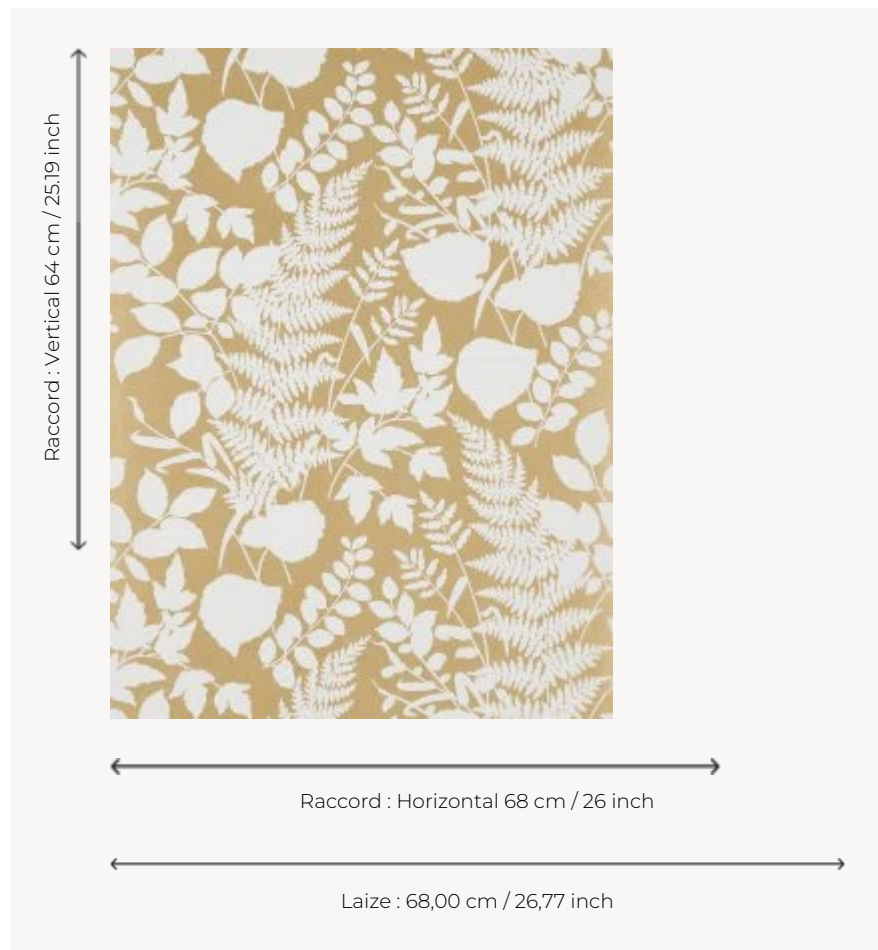 Raccord : Vertical 64 cm / 25.19 inch
Raccord : Horizontal 68 cm / 26 inch
Laize : 68,00 cm / 26,77 inch